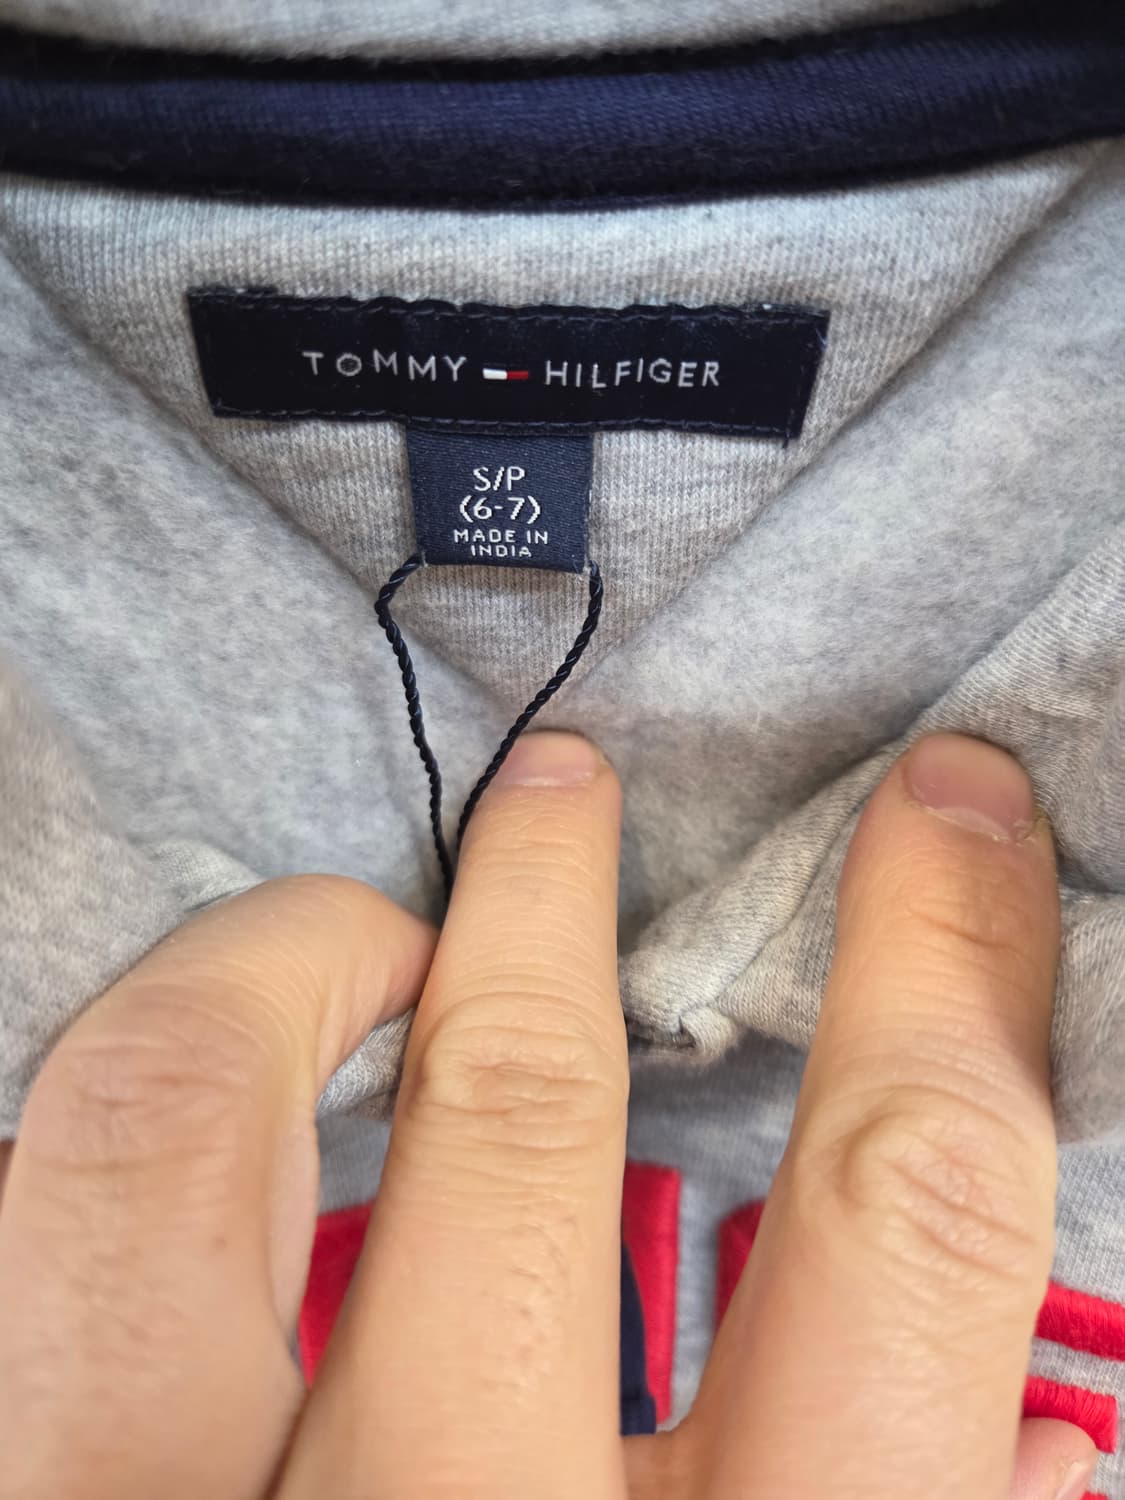 TOMMY HILFIGER
S/P
(6-7)
MADE IN
INDIA